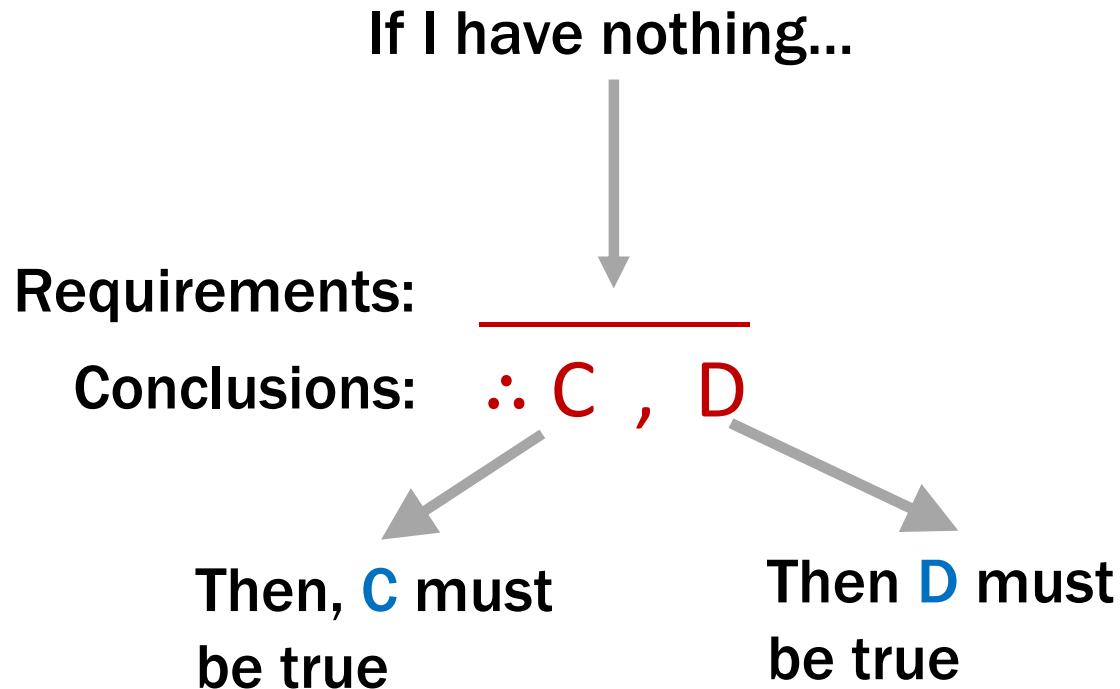 If I have nothing...
Requirements:
Conclusions: ∴ C , D
Then, C must
be true
Then D must
be true